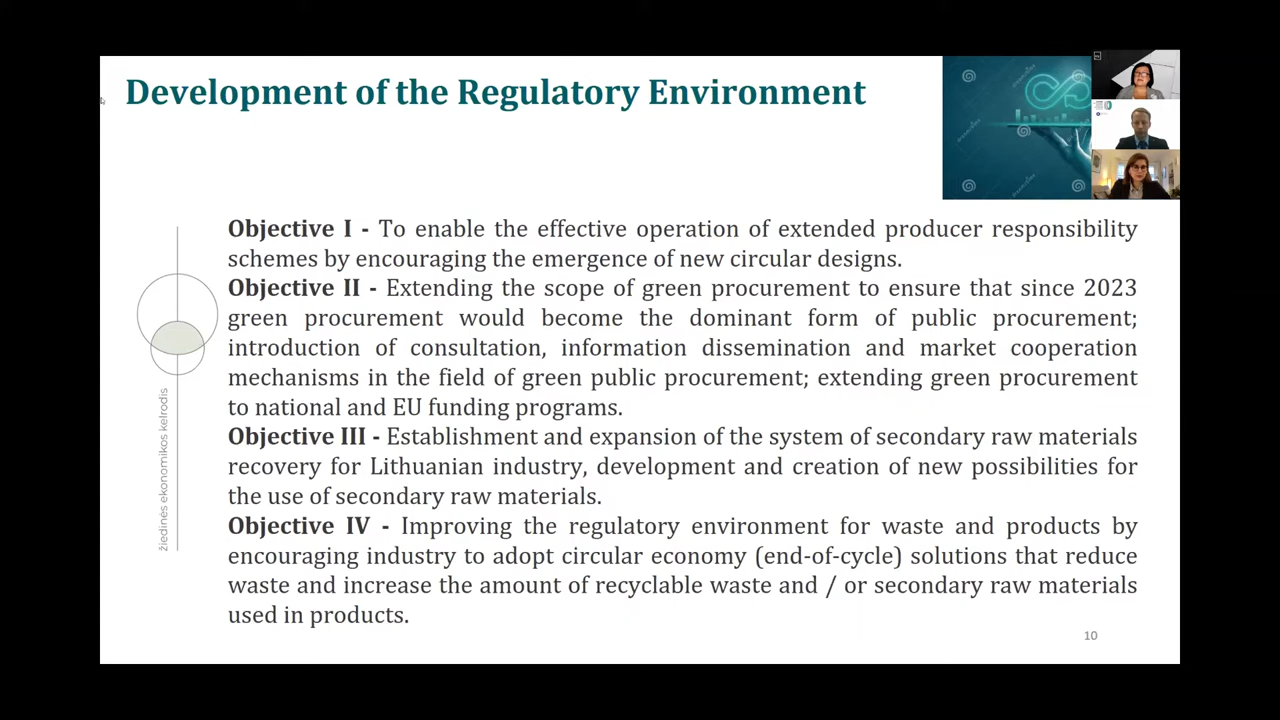 Development of the Regulatory Environment
Objective I - To enable the effective operation of extended producer responsibility
schemes by encouraging the emergence of new circular designs.
Objective II - Extending the scope of green procurement to ensure that since 2023
green procurement would become the dominant form of public procurement;
introduction of consultation, information dissemination and market cooperation
mechanisms in the field of green public procurement; extending green procurement
to national and EU funding programs.
Objective III - Establishment and expansion of the system of secondary raw materials
recovery for Lithuanian industry, development and creation of new possibilities for
the use of secondary raw materials.
Objective IV - Improving the regulatory environment for waste and products by
encouraging industry to adopt circular economy (end-of-cycle) solutions that reduce
waste and increase the amount of recyclable waste and / or secondary raw materials
used in products.
žiedinės ekonomikos kelrodis
10